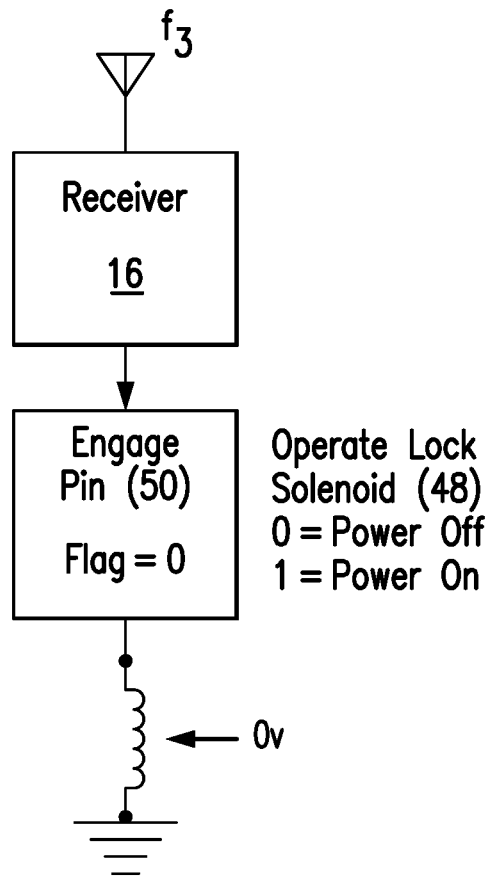 f3
Receiver
16
Engage
Pin (50)
Flag = 0
Operate Lock
Solenoid (48)
0 = Power Off
1 = Power On
0v